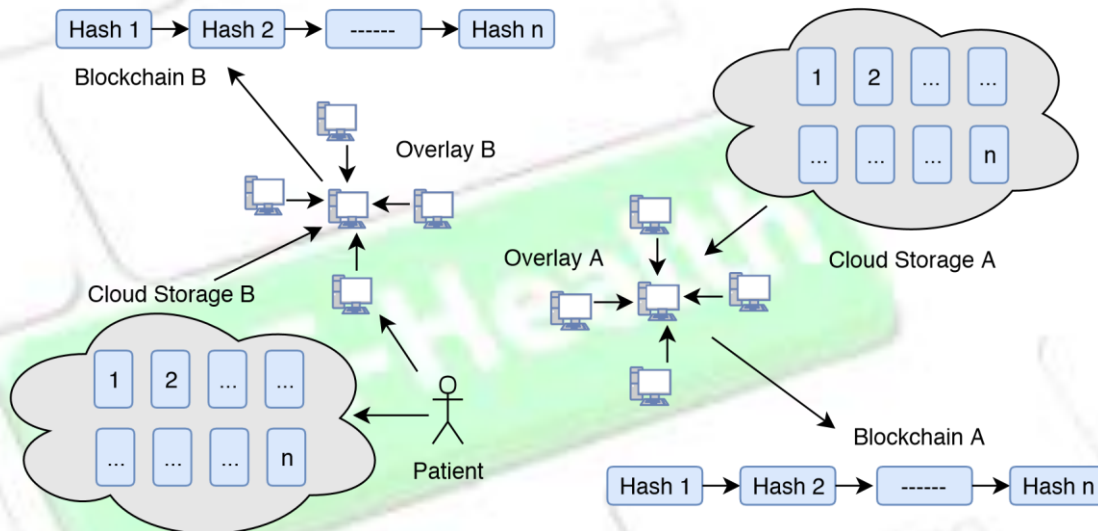 Hash 1
Hash 2
------
Hash n
Blockchain B
Overlay B
Cloud Storage B
1 2 ... ...
... ... ... n
Patient
1 2 ... ...
... ... ... n
Cloud Storage A
Overlay A
Blockchain A
Hash 1
Hash 2
------
Hash n
-Health